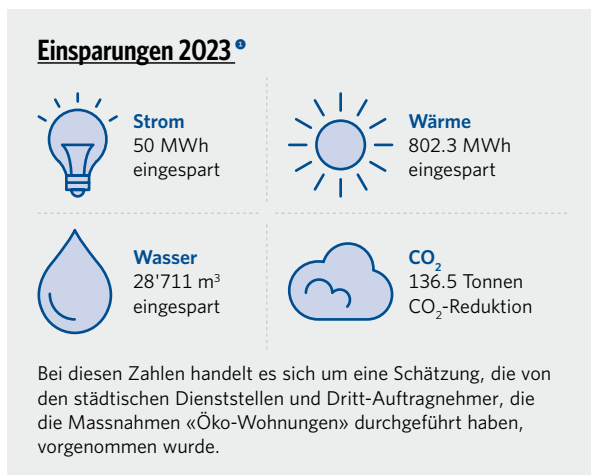 Einsparungen 2023 ❶
Strom
50 MWh
eingespart
Wärme
802.3 MWh
eingespart
Wasser
28'711 m³
eingespart
CO₂
136.5 Tonnen
CO₂-Reduktion
Bei diesen Zahlen handelt es sich um eine Schätzung, die von
den städtischen Dienststellen und Dritt-Auftragnehmer, die
die Massnahmen «Öko-Wohnungen» durchgeführt haben,
vorgenommen wurde.